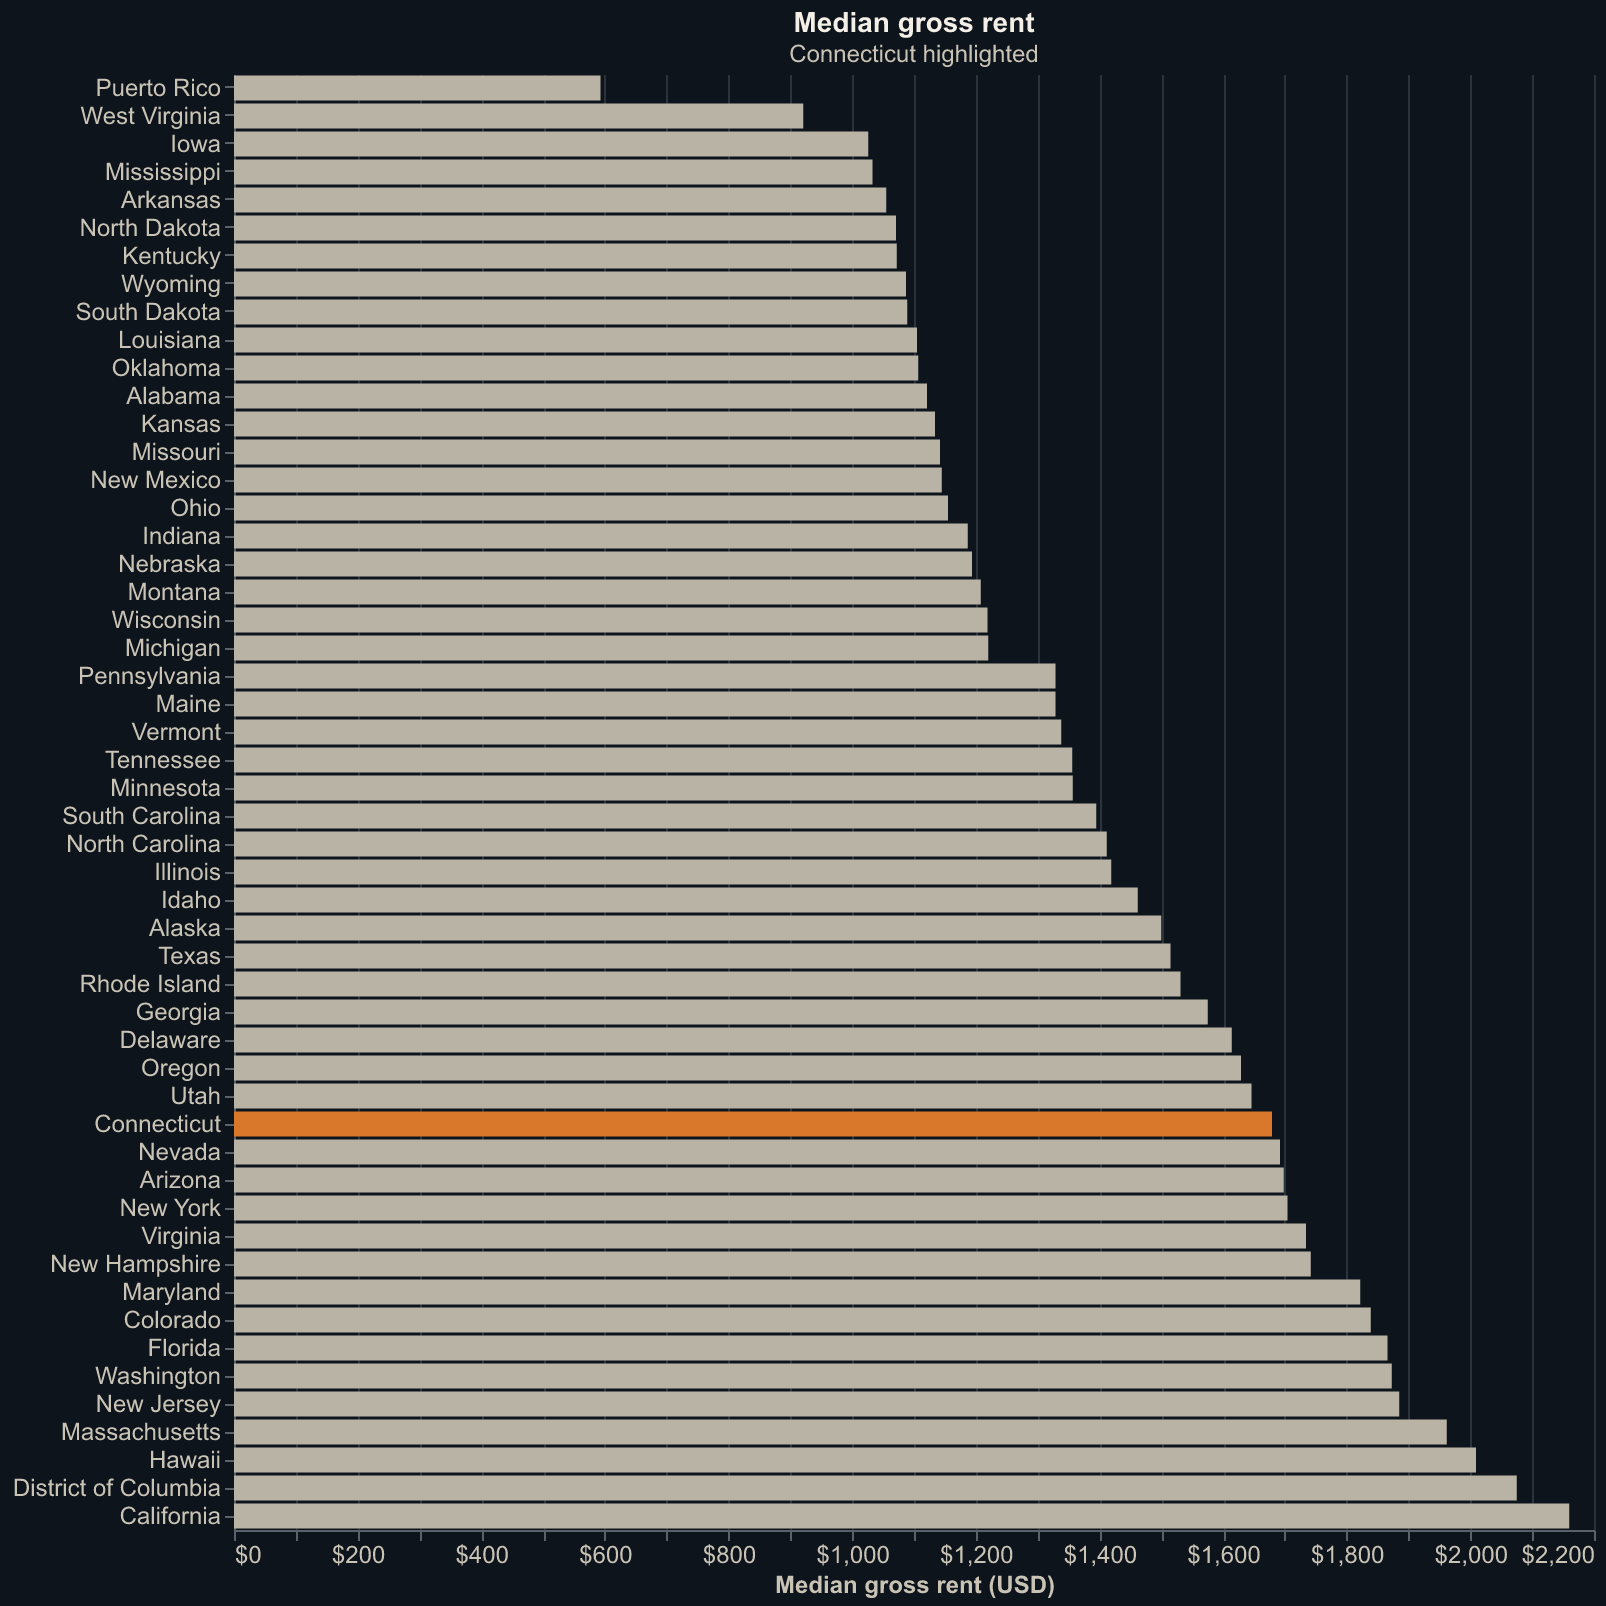 Median gross rent
Connecticut highlighted
Puerto Rico
West Virginia
Iowa
Mississippi
Arkansas
North Dakota
Kentucky
Wyoming
South Dakota
Louisiana
Oklahoma
Alabama
Kansas
Missouri
New Mexico
Ohio
Indiana
Nebraska
Montana
Wisconsin
Michigan
Pennsylvania
Maine
Vermont
Tennessee
Minnesota
South Carolina
North Carolina
Illinois
Idaho
Alaska
Texas
Rhode Island
Georgia
Delaware
Oregon
Utah
Connecticut
Nevada
Arizona
New York
Virginia
New Hampshire
Maryland
Colorado
Florida
Washington
New Jersey
Massachusetts
Hawaii
District of Columbia
California
$0 $200 $400 $600 $800 $1,000 $1,200 $1,400 $1,600 $1,800 $2,000 $2,200
Median gross rent (USD)